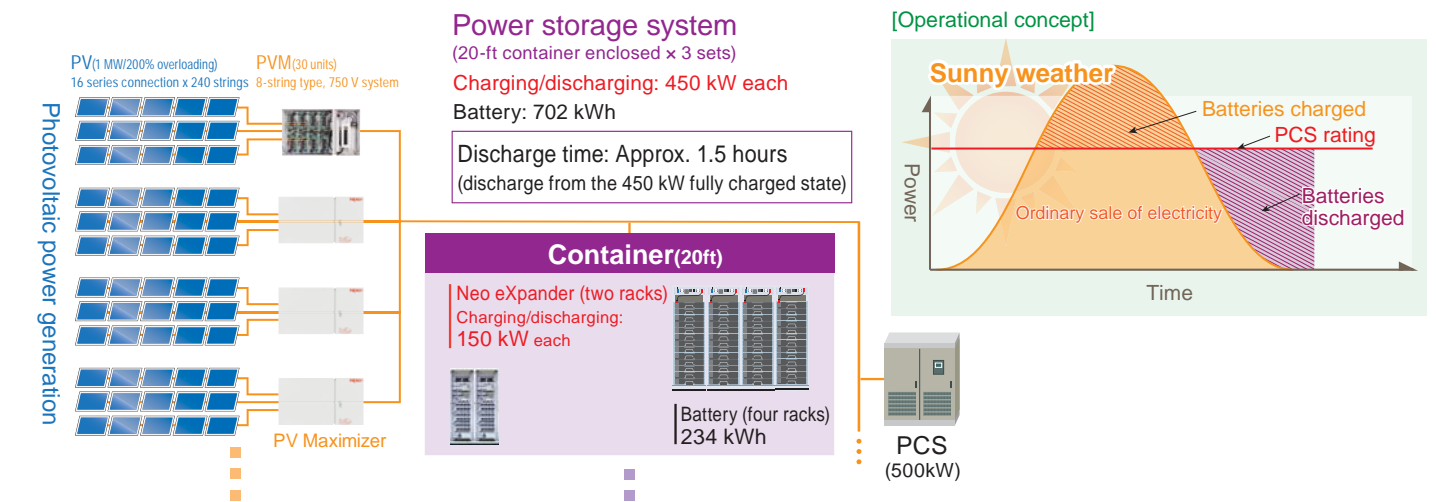 Power storage system
(20-ft container enclosed × 3 sets)
Charging/discharging: 450 kW each
Battery: 702 kWh
Discharge time: Approx. 1.5 hours
(discharge from the 450 kW fully charged state)
PV(1 MW/200% overloading)
16 series connection x 240 strings
PVM(30 units)
8-string type, 750 V system
Photovoltaic power generation
PV Maximizer
Container(20ft)
Neo eXpander (two racks)
Charging/discharging:
150 kW each
Battery (four racks)
234 kWh
PCS
(500kW)
[Operational concept]
Sunny weather
Batteries charged
PCS rating
Power
Ordinary sale of electricity
Batteries
discharged
Time